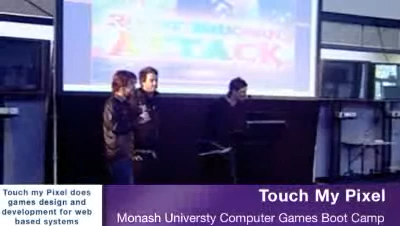 ATTACK
Touch My Pixel
Monash Universty Computer Games Boot Camp
Touch my Pixel does
games design and
development for web
based systems